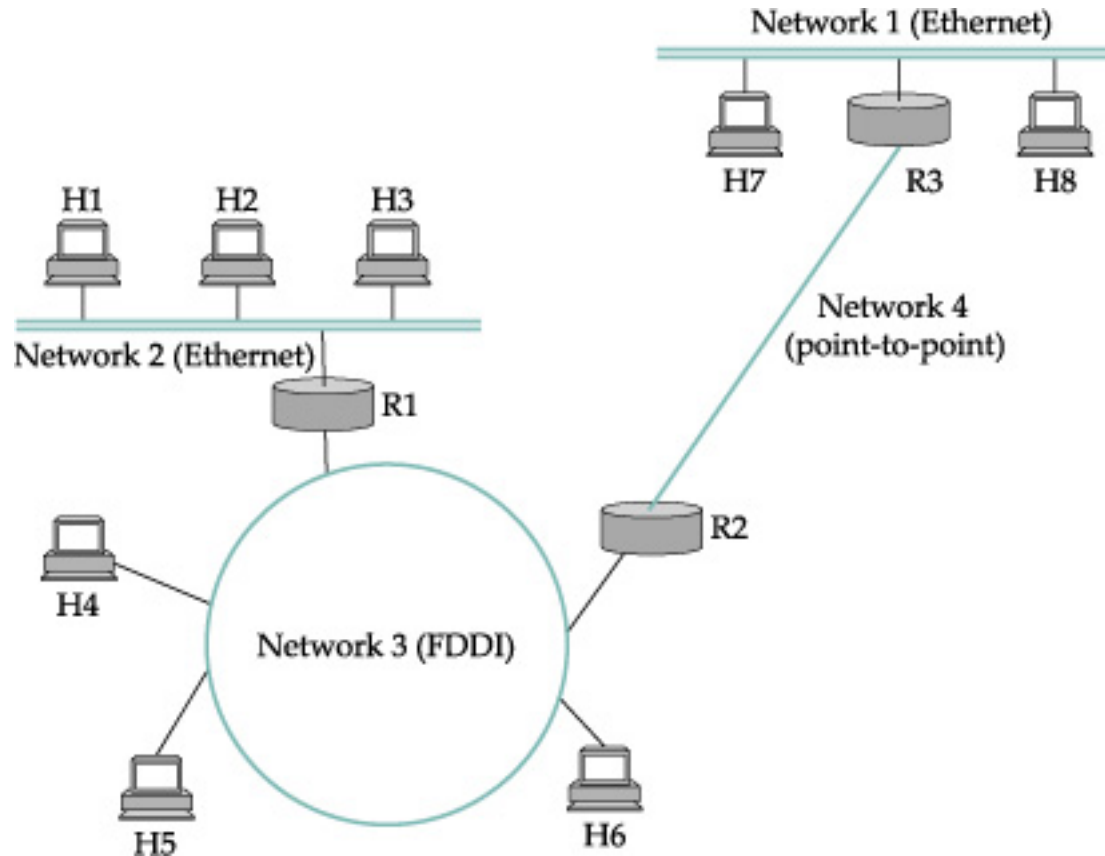 Network 1 (Ethernet)
H7
R3
H8
H1
H2
H3
Network 2 (Ethernet)
R1
Network 4
(point-to-point)
R2
H4
Network 3 (FDDI)
H5
H6